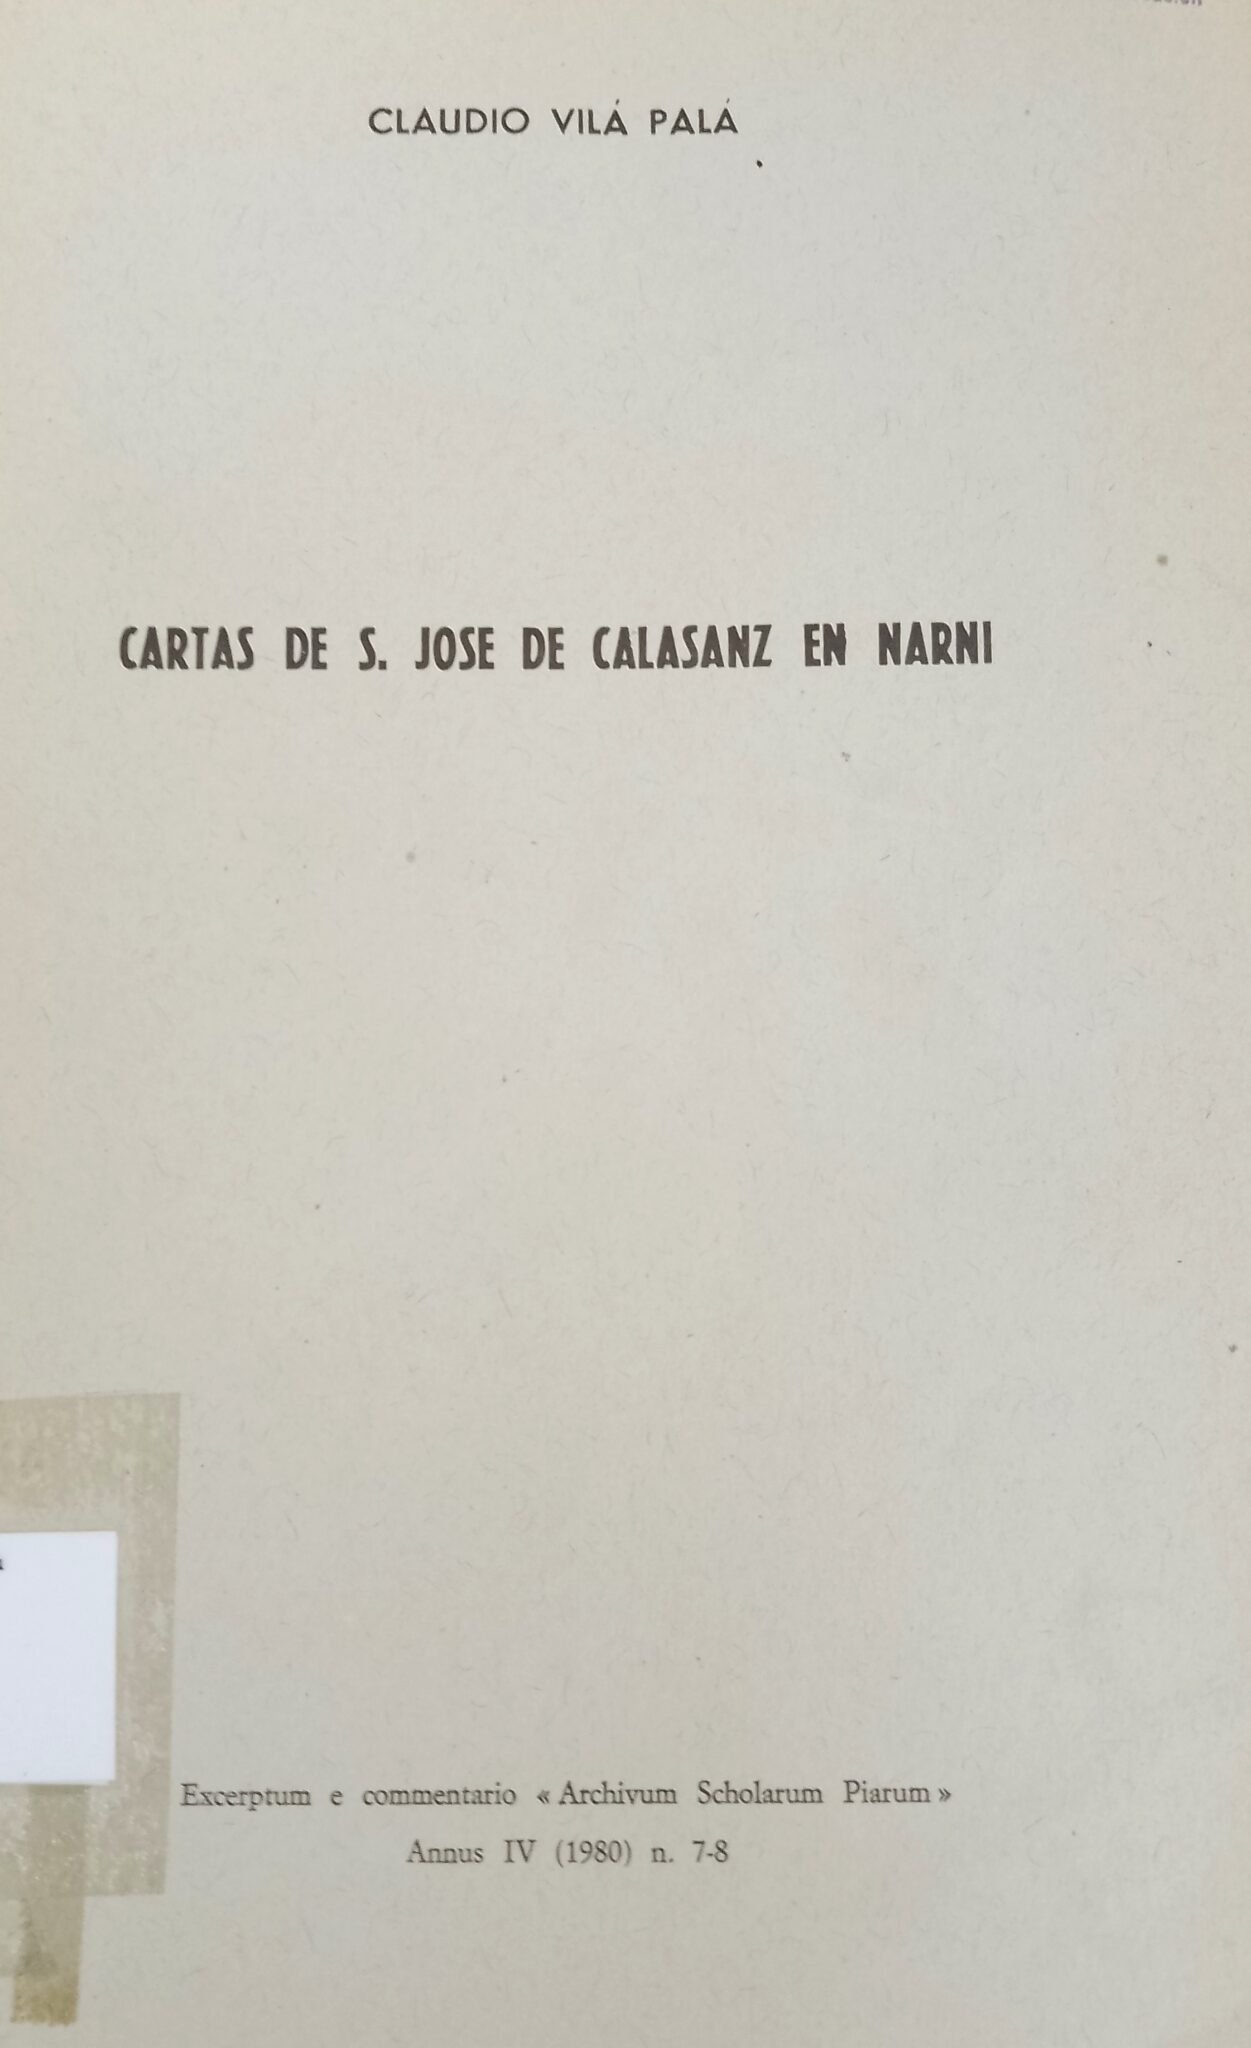 CLAUDIO VILÁ PALÁ
CARTAS DE S. JOSE DE CALASANZ EN NARNI
Excerptum e commentario « Archivum Scholarum Piarum »
Annus IV (1980) n. 7-8